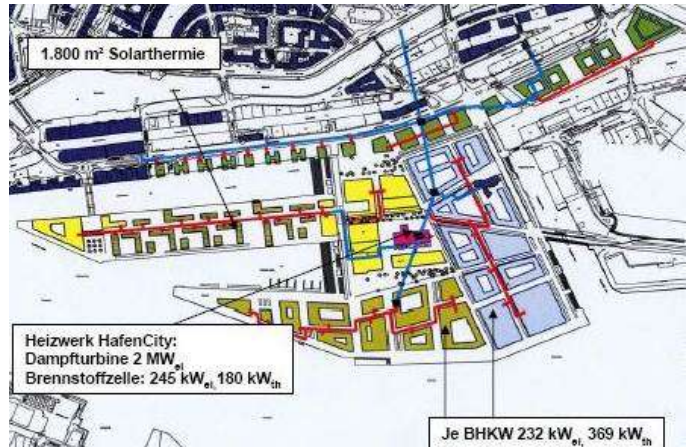 1.800 m² Solarthermie
Heizwerk HafenCity:
Dampfturbine 2 MWel
Brennstoffzelle: 245 kWel, 180 kWth
Je BHKW 232 kWel, 369 kWth